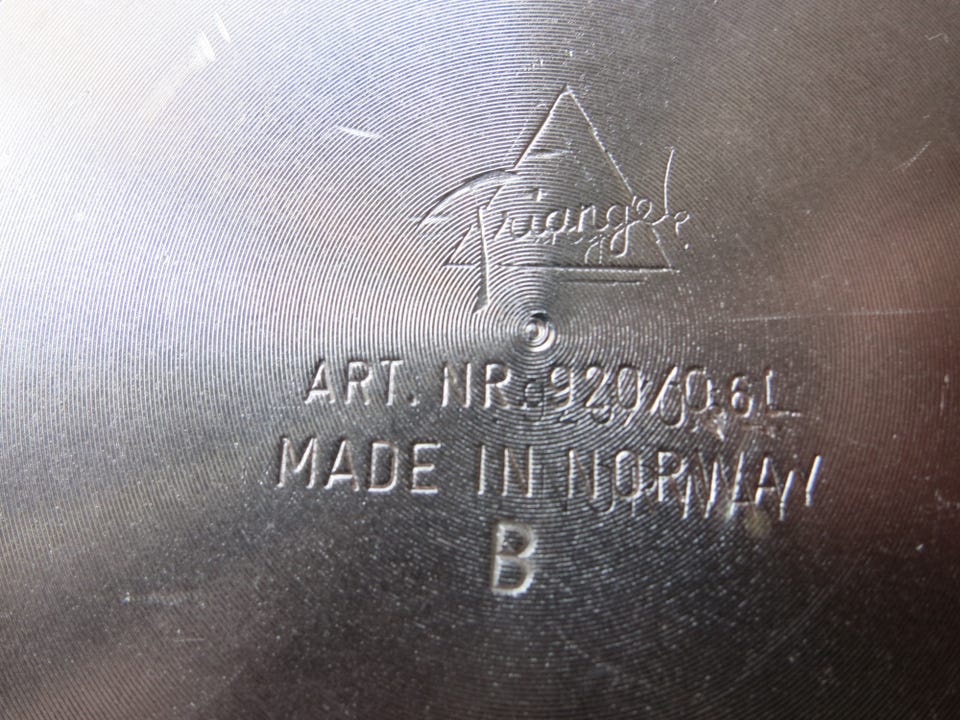 Triangel
ART. NR. 920/0.6L
MADE IN NORWAY
B